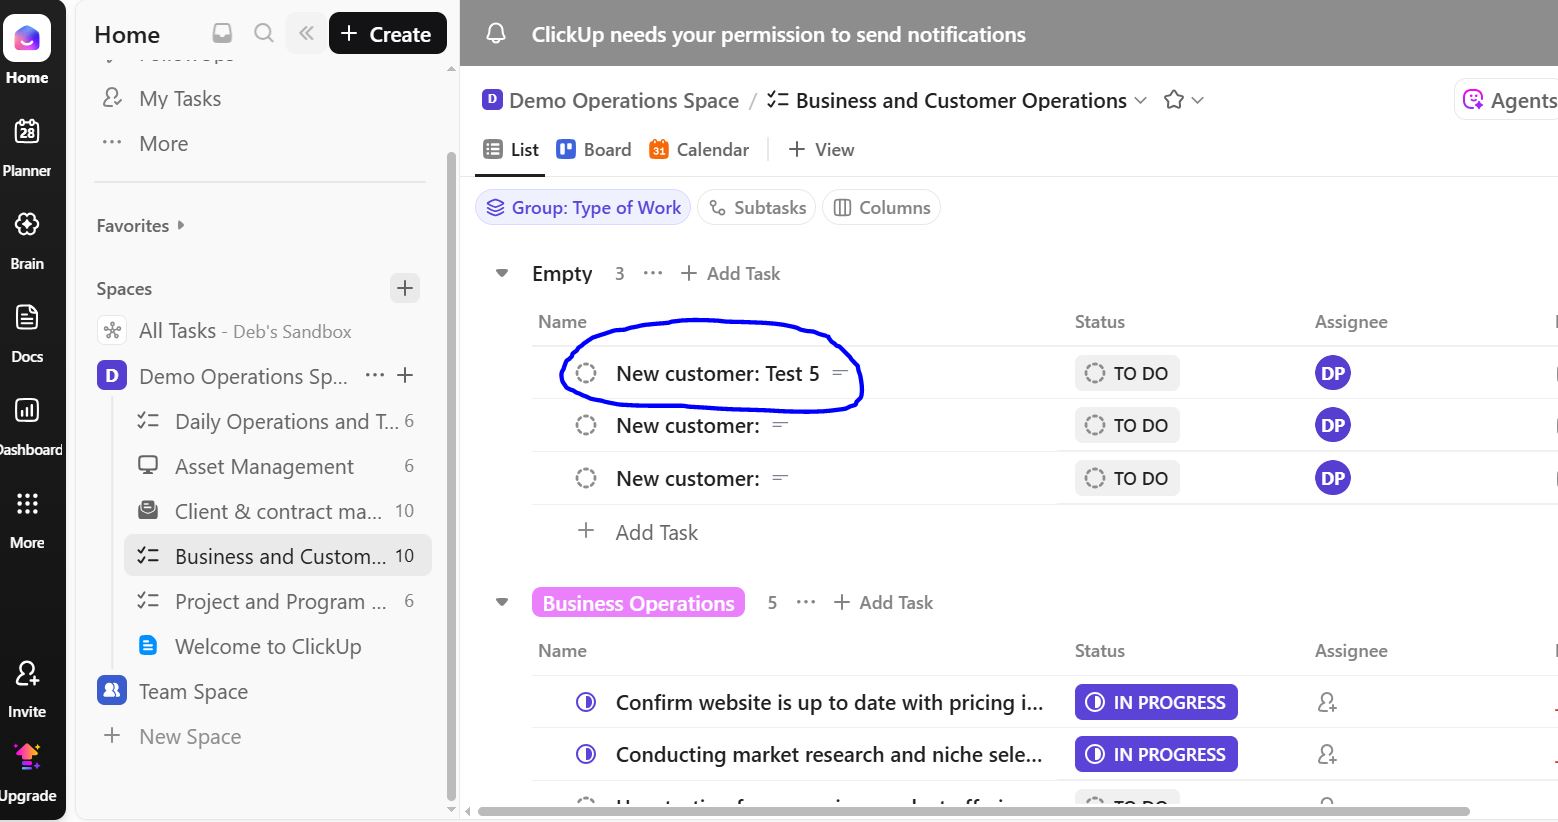 Home
Create
ClickUp needs your permission to send notifications
Home
My Tasks
28
Planner
More
Demo Operations Space / Business and Customer Operations
Agents
List
Board
31 Calendar
View
Group: Type of Work
Subtasks
Columns
Favorites
Brain
Spaces
All Tasks - Deb's Sandbox
Docs
D Demo Operations Sp...
Daily Operations and T... 6
Dashboard
Asset Management 6
Client & contract ma... 10
Business and Custom... 10
More
Project and Program ... 6
Welcome to ClickUp
Team Space
Invite
New Space
Upgrade
Empty 3 ... Add Task
Name Status Assignee
New customer: Test 5 TO DO DP
New customer: TO DO DP
New customer: TO DO DP
Add Task
Business Operations 5 ... Add Task
Name Status Assignee
Confirm website is up to date with pricing i... IN PROGRESS
Conducting market research and niche sele... IN PROGRESS
TO DO